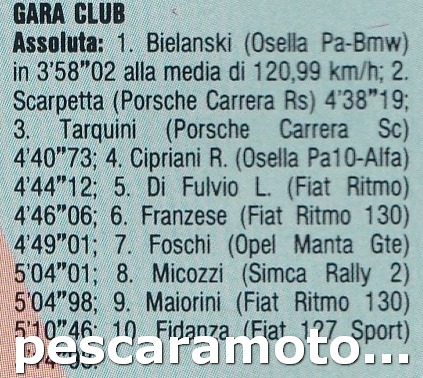 GARA CLUB
Assoluta: 1. Bielanski (Osella Pa-Bmw)
in 3'58"02 alla media di 120,99 km/h; 2.
Scarpetta (Porsche Carrera Rs) 4'38"19;
3. Tarquini (Porsche Carrera Sc)
4'40"73; 4. Cipriani R. (Osella Pa10-Alfa)
4'44"12; 5. Di Fulvio L. (Fiat Ritmo)
4'46"06; 6. Franzese (Fiat Ritmo 130)
4'49"01; 7. Foschi (Opel Manta Gte)
5'04"01; 8. Micozzi (Simca Rally 2)
5'04"98; 9. Maiorini (Fiat Ritmo 130)
5'10"46; 10. Fidanza (Fiat 127 Sport)
pescaramoto...